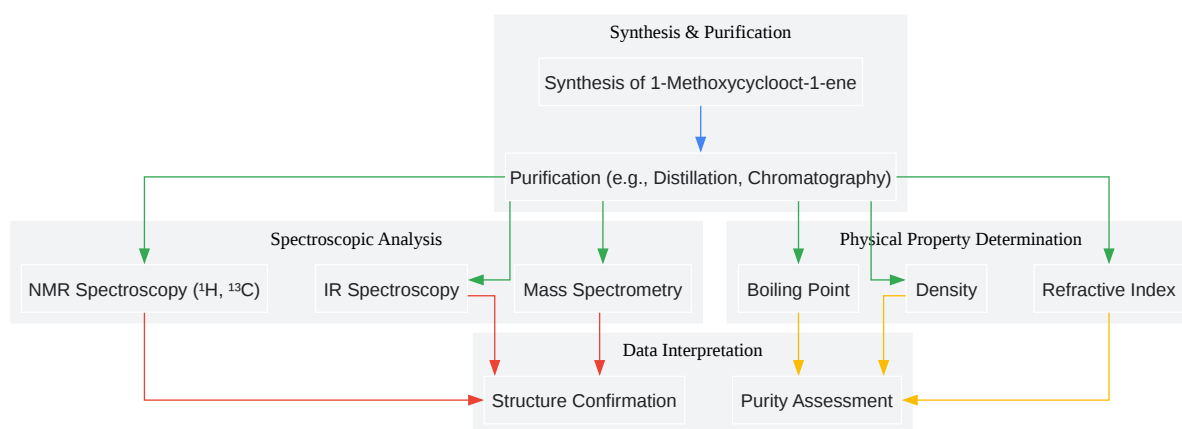 Synthesis & Purification
Synthesis of 1-Methoxycyclooct-1-ene
Purification (e.g., Distillation, Chromatography)
Spectroscopic Analysis
Physical Property Determination
NMR Spectroscopy (¹H, ¹³C)
IR Spectroscopy
Mass Spectrometry
Boiling Point
Density
Refractive Index
Data Interpretation
Structure Confirmation
Purity Assessment